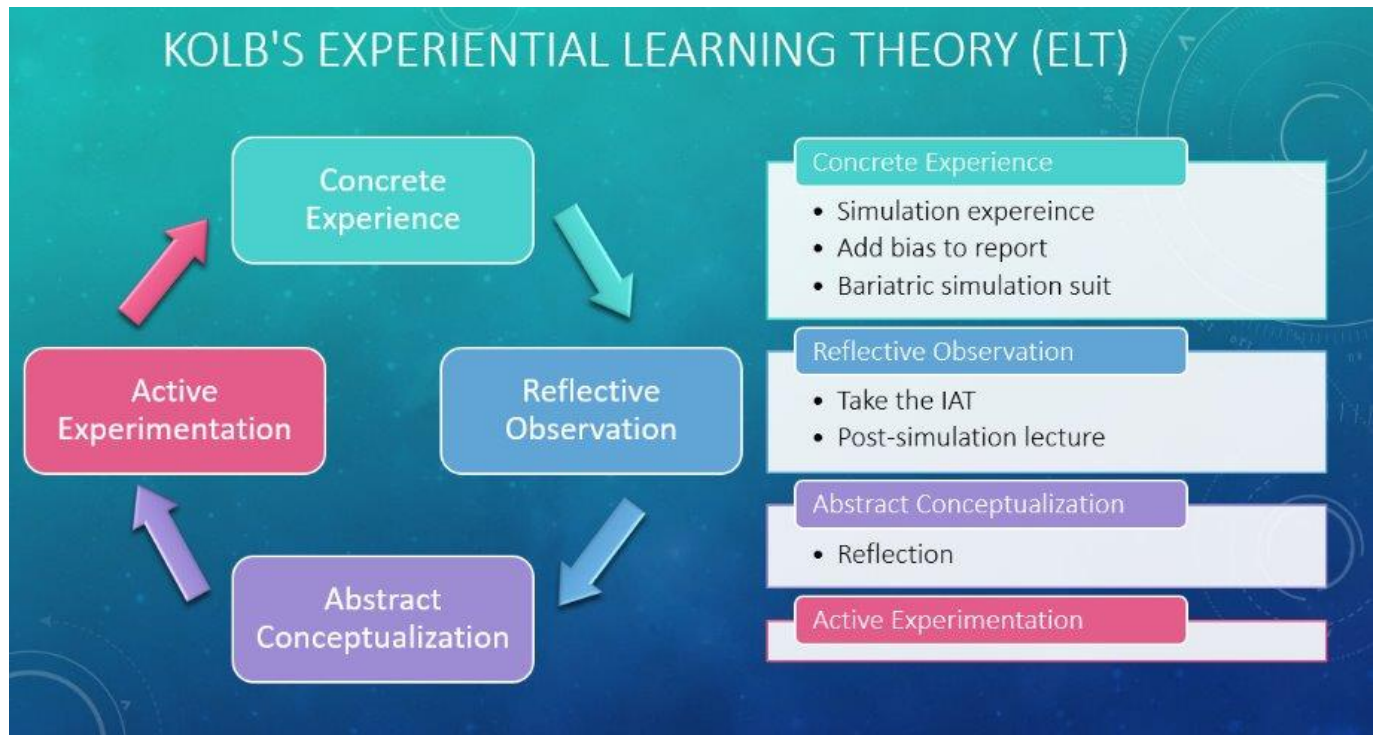 KOLB'S EXPERIENTIAL LEARNING THEORY (ELT)
Concrete
Experience
Reflective
Observation
Abstract
Conceptualization
Active
Experimentation
Concrete Experience
• Simulation expereince
• Add bias to report
• Bariatric simulation suit
Reflective Observation
• Take the IAT
• Post-simulation lecture
Abstract Conceptualization
• Reflection
Active Experimentation